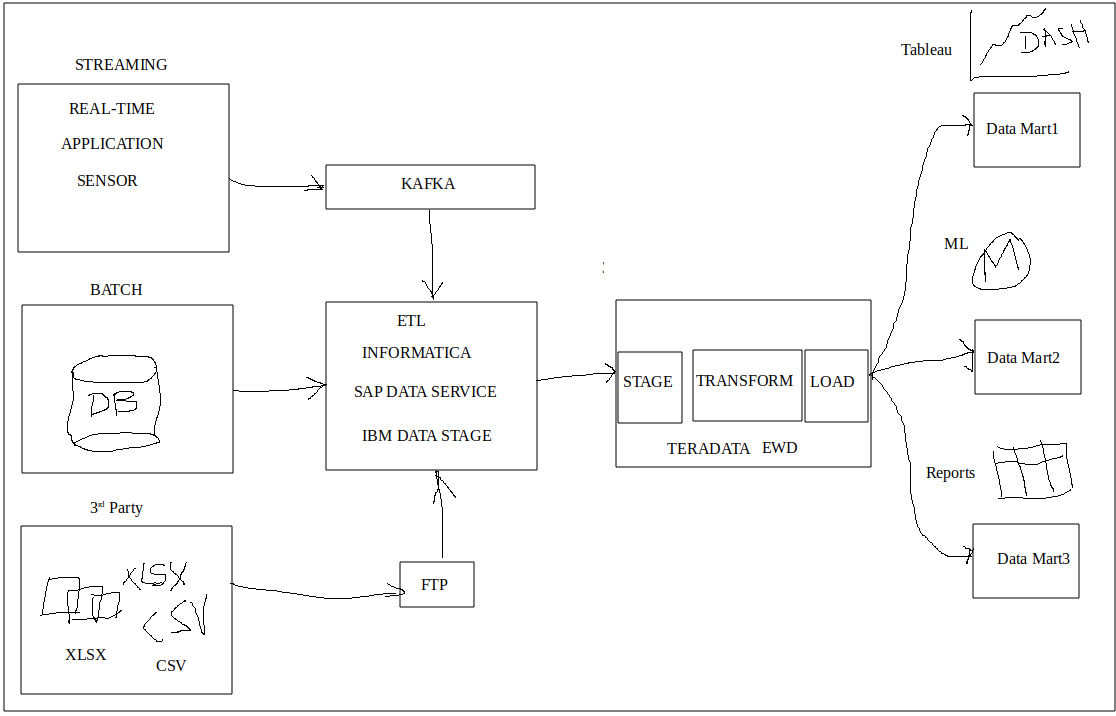 STREAMING
REAL-TIME
APPLICATION
SENSOR
KAFKA
BATCH
DB
ETL
INFORMATICA
SAP DATA SERVICE
IBM DATA STAGE
3rd Party
XLSX
CSV
XLSX
CSV
FTP
STAGE
TRANSFORM
LOAD
TERADATA EWD
Tableau
DASH
Data Mart1
ML
M
Data Mart2
Reports
Data Mart3